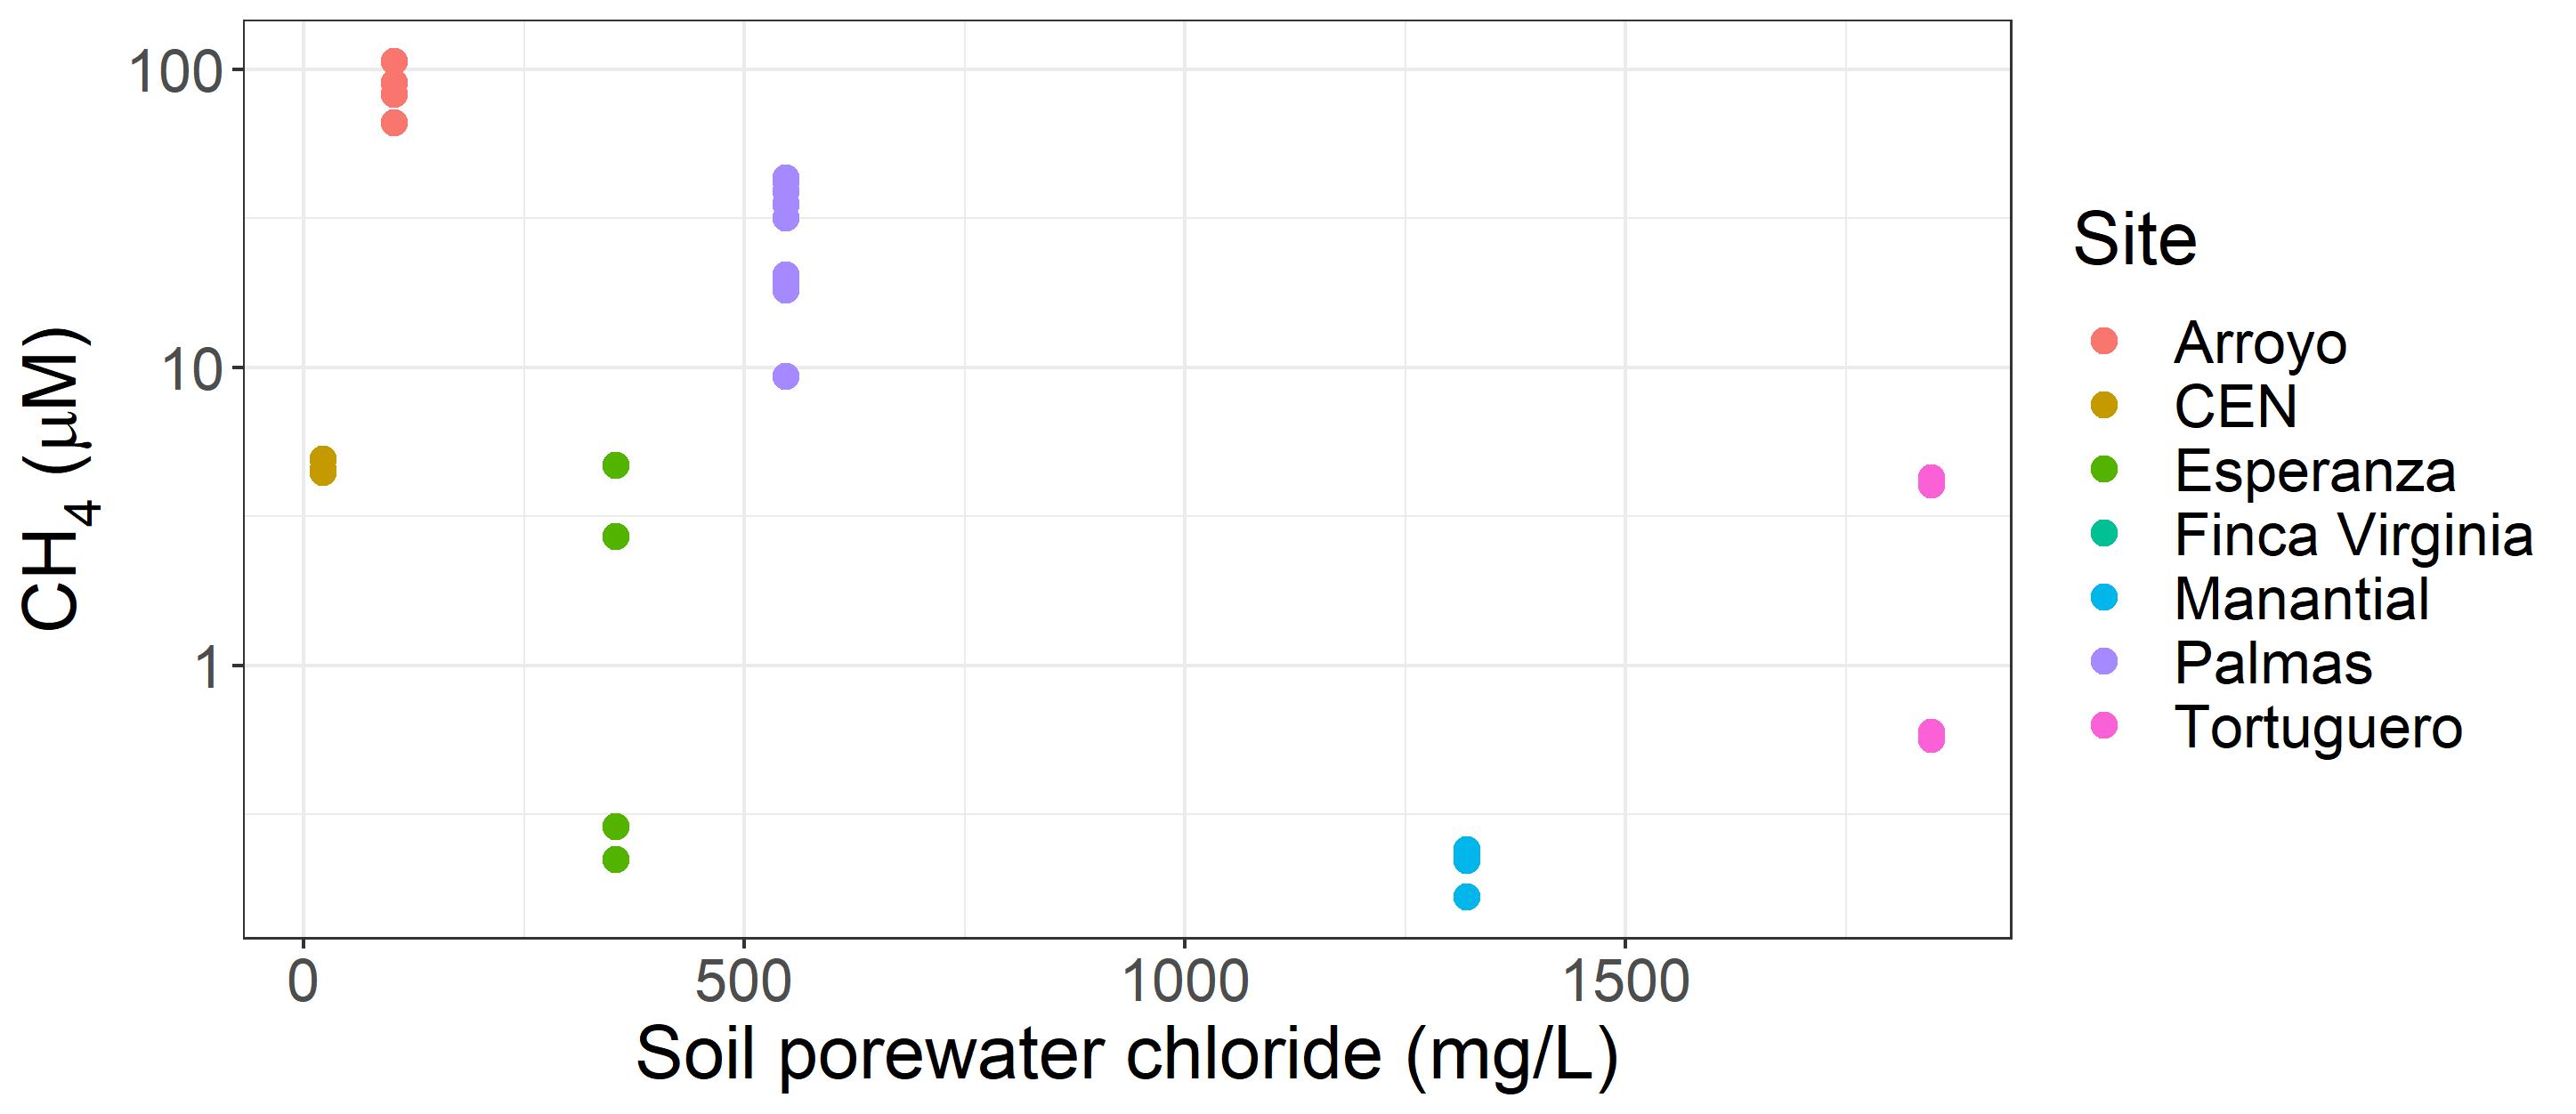 100
10
1
CH4 (μM)
0 500 1000 1500
Soil porewater chloride (mg/L)
Site
Arroyo
CEN
Esperanza
Finca Virginia
Manantial
Palmas
Tortuguero